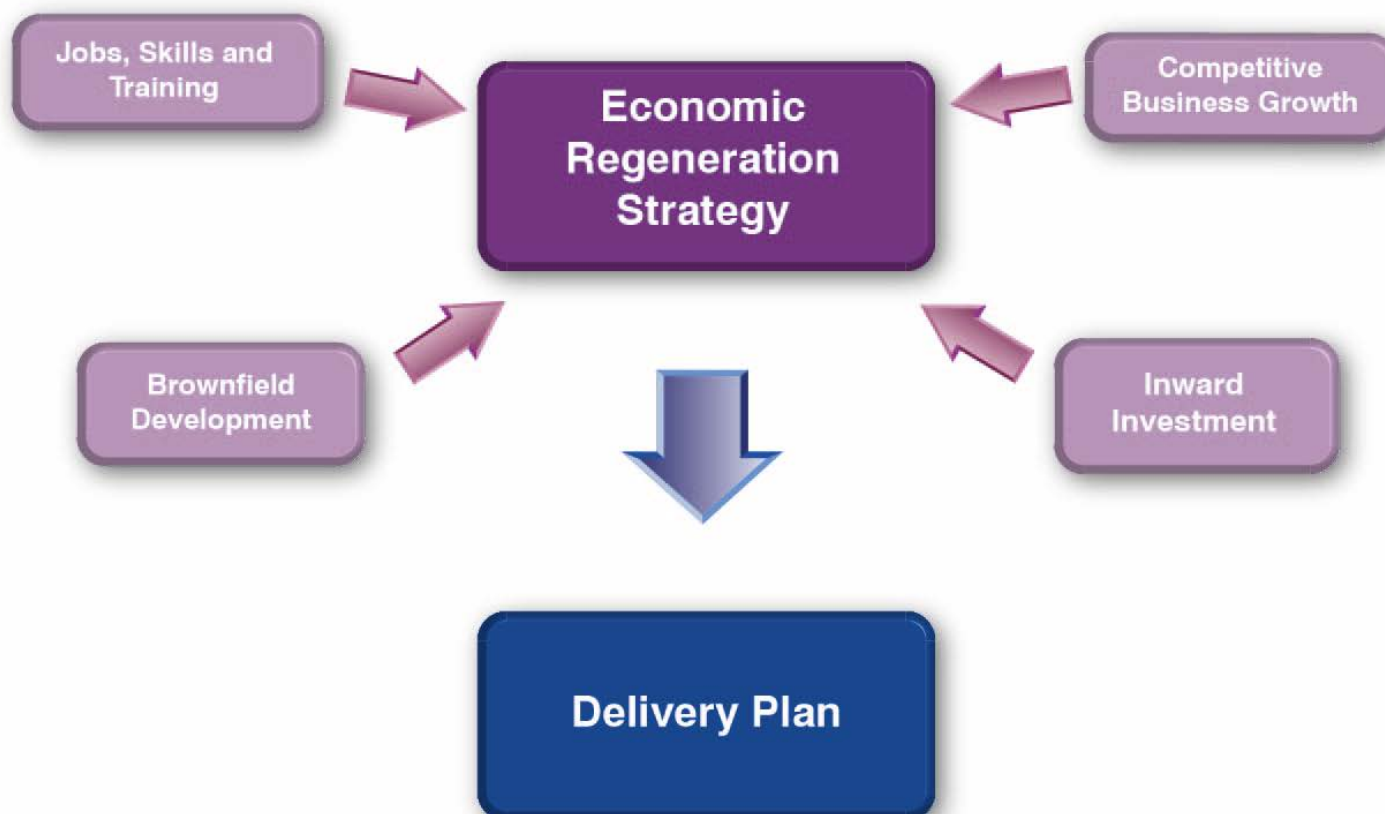 Jobs, Skills and
Training
Economic
Regeneration
Strategy
Competitive
Business Growth
Brownfield
Development
Inward
Investment
Delivery Plan